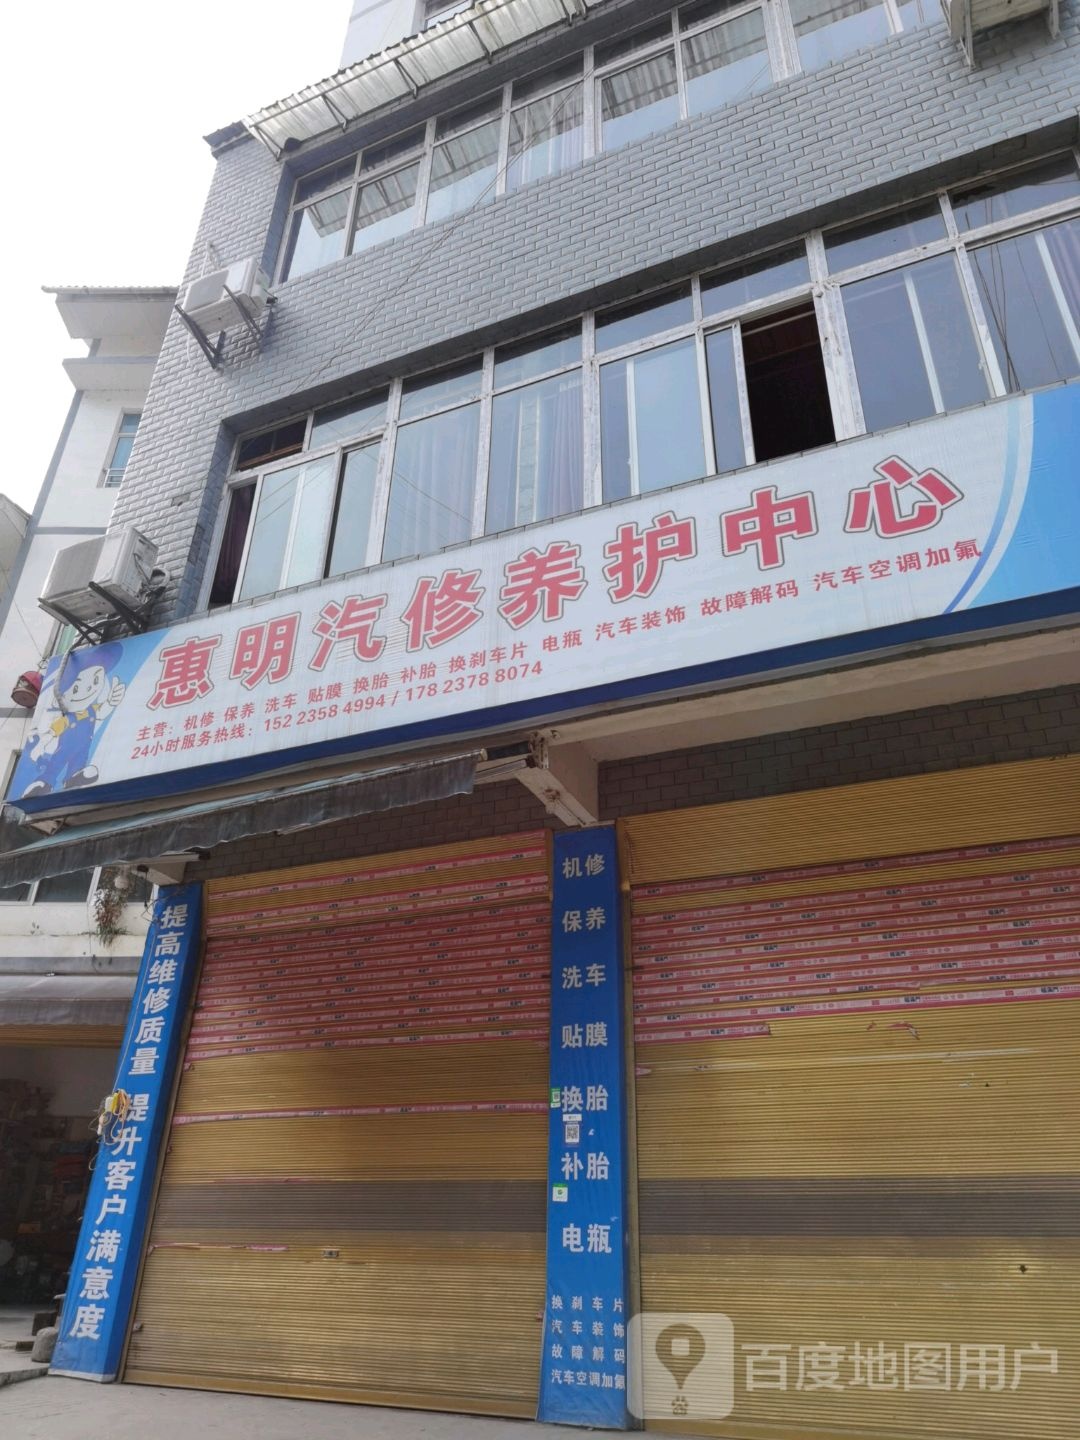 惠明汽修养护中心
主营：机修 保养 洗车 贴膜 换胎 补胎 换刹车片 电瓶 汽车装饰 故障解码 汽车空调加氟
24小时服务热线：152 2358 4994 / 178 2378 8074
提高维修质量 提升客户满意度
机修
保养
洗车
贴膜
换胎
补胎
电瓶
换刹车片
汽车装饰
故障解码
汽车空调加氟
百度地图用户